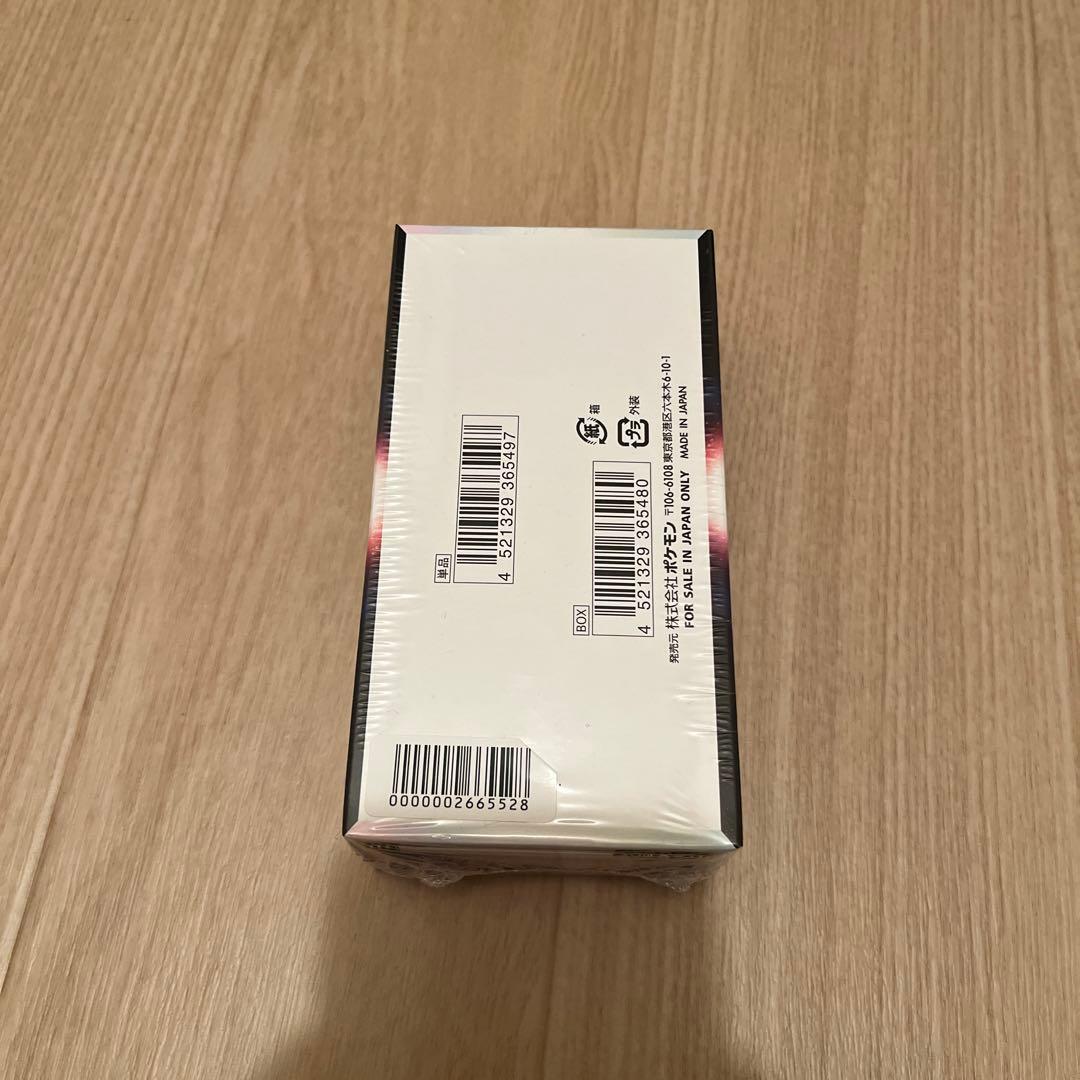 単品
4 521329 365497
BOX
4 521329 365480
紙
箱
プラ
外装
発売元 株式会社 ポケモン 〒106-6108 東京都港区六本木6-10-1
FOR SALE IN JAPAN ONLY MADE IN JAPAN
0000002665528